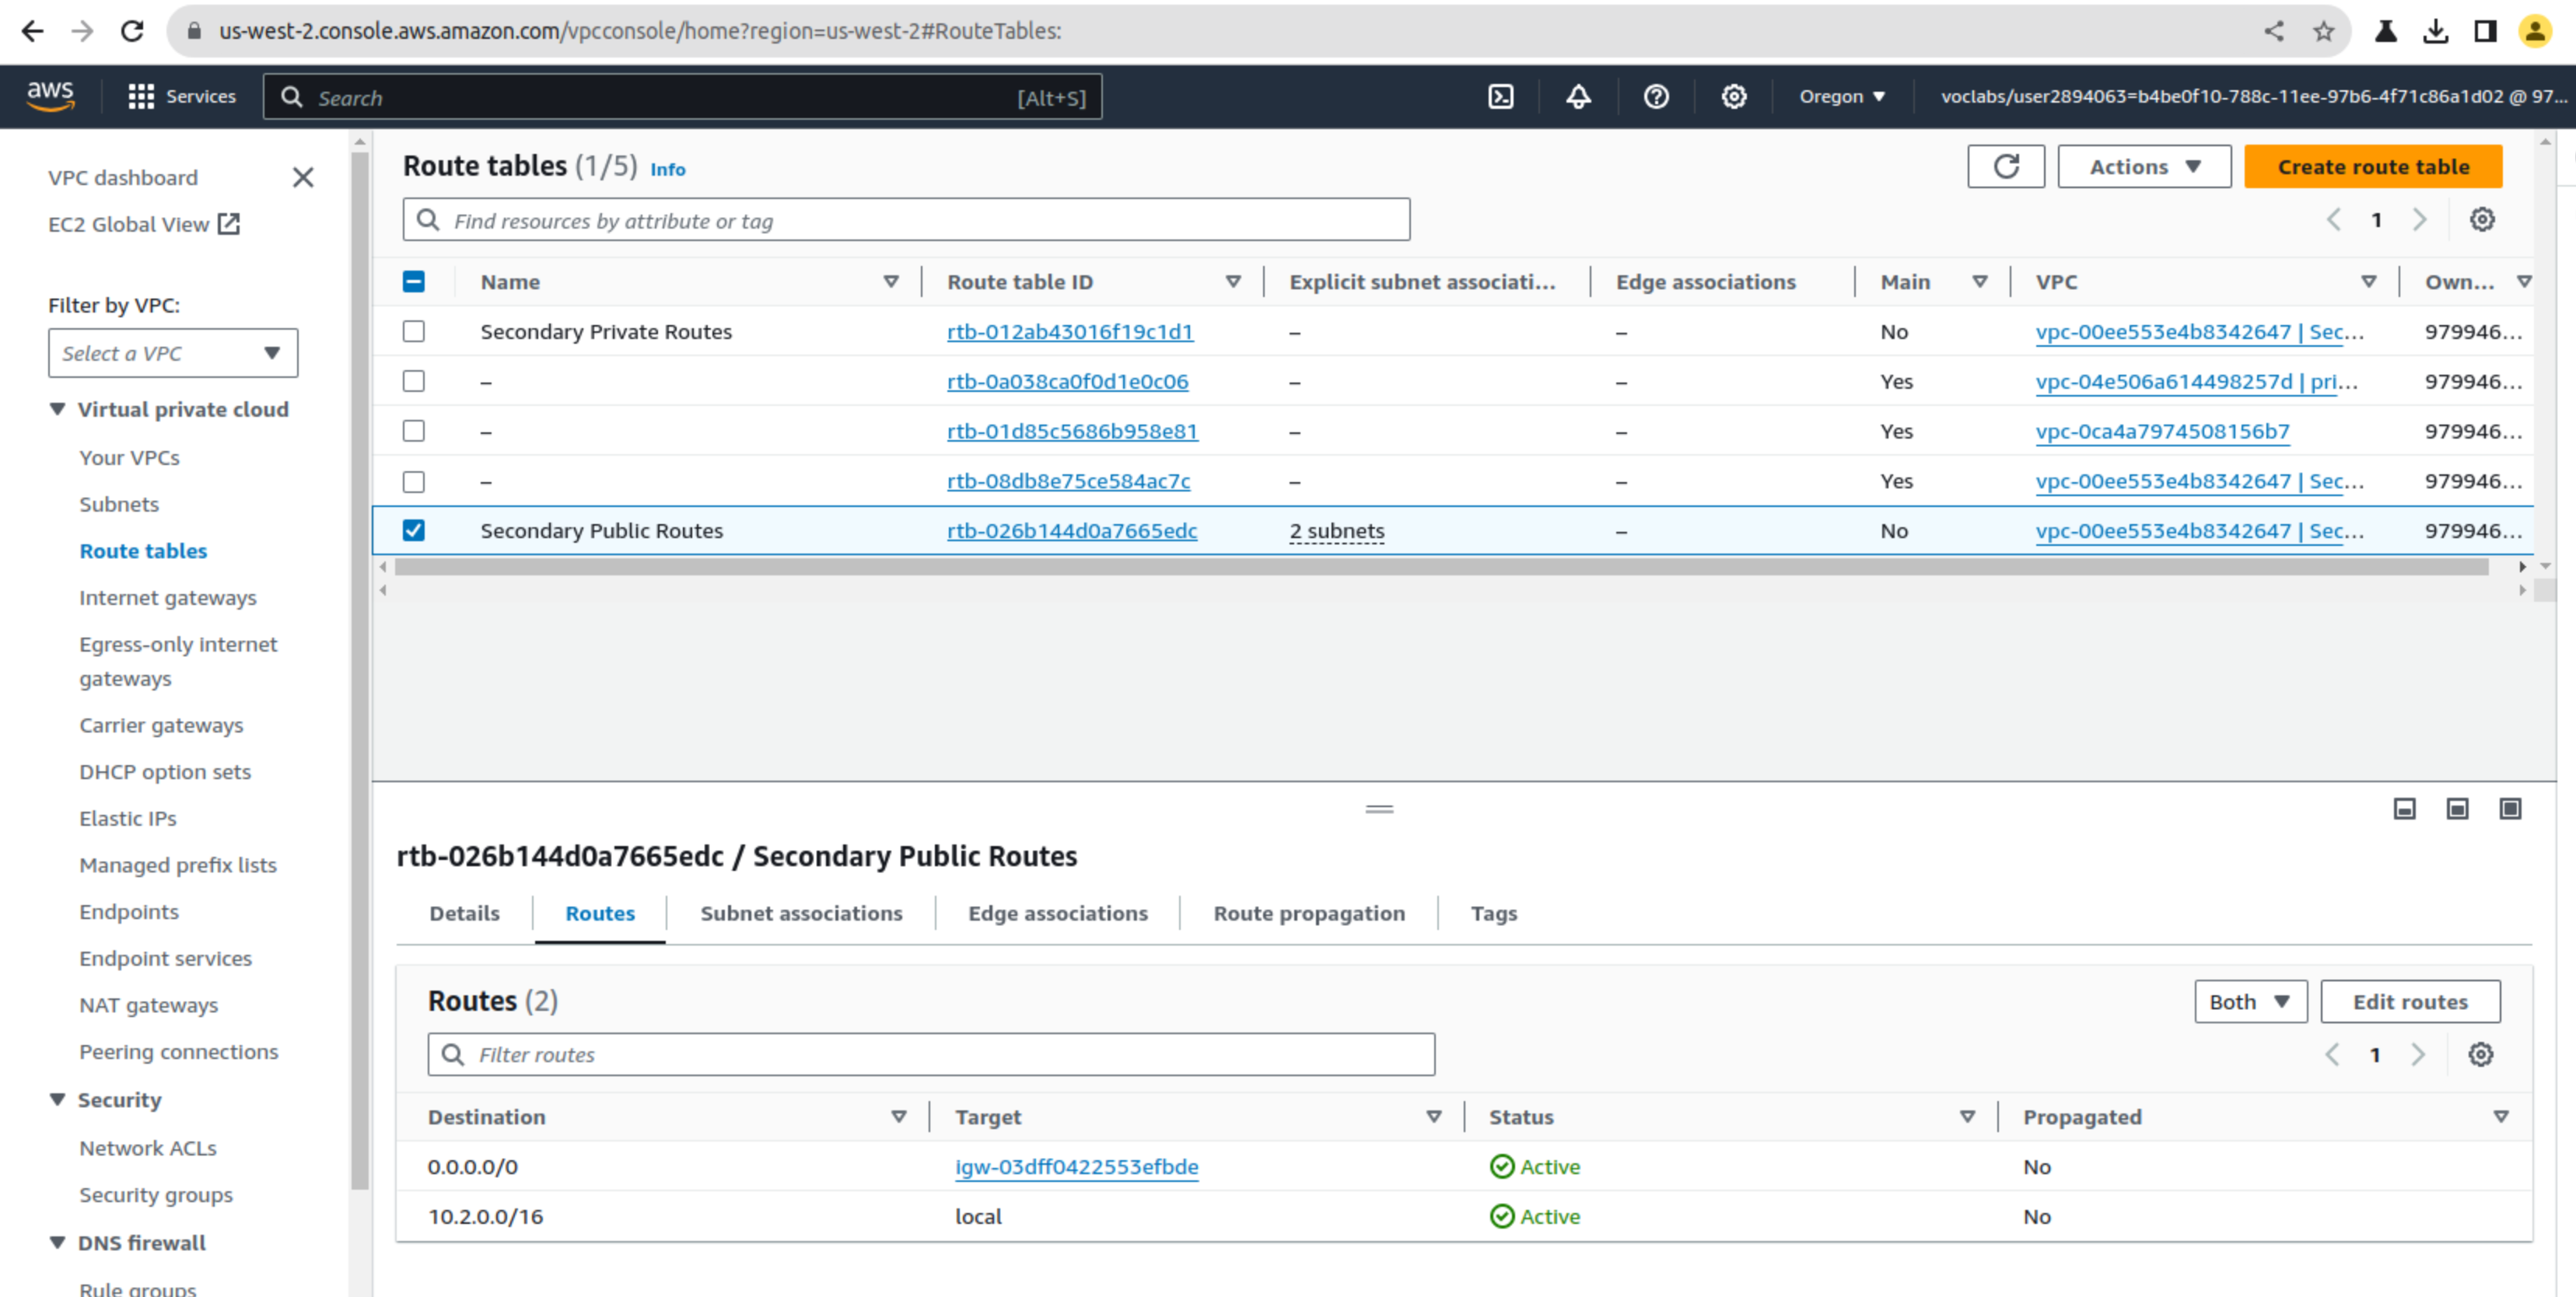 us-west-2.console.aws.amazon.com/vpcconsole/home?region=us-west-2#RouteTables:
aws Services Search [Alt+S] Oregon voclabs/user2894063=b4be0f10-788c-11ee-97b6-4f71c86a1d02 @ 97...
VPC dashboard
EC2 Global View
Filter by VPC:
Select a VPC
Virtual private cloud
Your VPCs
Subnets
Route tables
Internet gateways
Egress-only internet
gateways
Carrier gateways
DHCP option sets
Elastic IPs
Managed prefix lists
Endpoints
Endpoint services
NAT gateways
Peering connections
Security
Network ACLs
Security groups
DNS firewall
Rule groups
Route tables (1/5) Info
Actions Create route table
Find resources by attribute or tag
1
Name Route table ID Explicit subnet associati... Edge associations Main VPC Own...
Secondary Private Routes rtb-012ab43016f19c1d1 – – No vpc-00ee553e4b8342647 | Sec... 979946...
– rtb-0a038ca0f0d1e0c06 – – Yes vpc-04e506a614498257d | pri... 979946...
– rtb-01d85c5686b958e81 – – Yes vpc-0ca4a7974508156b7 979946...
– rtb-08db8e75ce584ac7c – – Yes vpc-00ee553e4b8342647 | Sec... 979946...
Secondary Public Routes rtb-026b144d0a7665edc 2 subnets – No vpc-00ee553e4b8342647 | Sec... 979946...
rtb-026b144d0a7665edc / Secondary Public Routes
Details Routes Subnet associations Edge associations Route propagation Tags
Routes (2)
Both Edit routes
Filter routes
1
Destination Target Status Propagated
0.0.0.0/0 igw-03dff0422553efbde Active No
10.2.0.0/16 local Active No